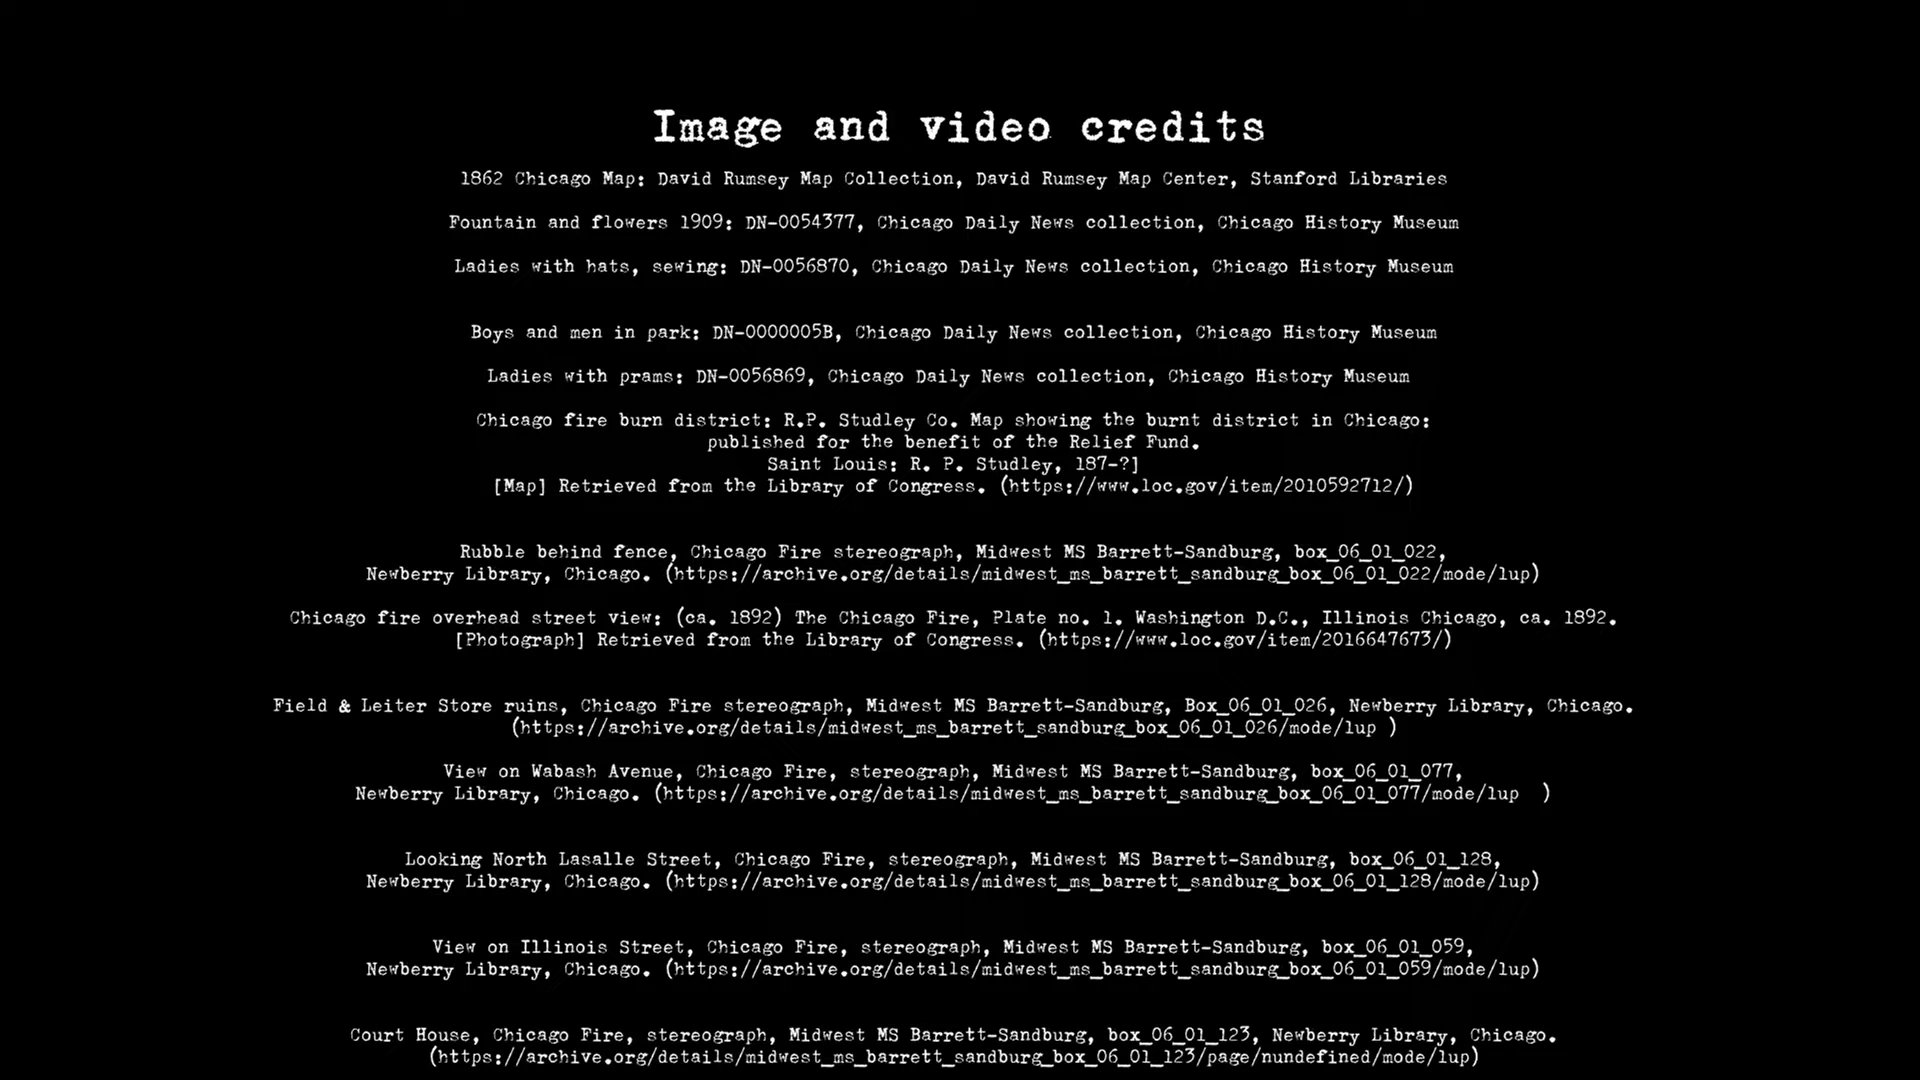 Image and video credits
1862 Chicago Map: David Rumsey Map Collection, David Rumsey Map Center, Stanford Libraries
Fountain and flowers 1909: DN-0054377, Chicago Daily News collection, Chicago History Museum
Ladies with hats, sewing: DN-0056870, Chicago Daily News collection, Chicago History Museum
Boys and men in park: DN-0000005B, Chicago Daily News collection, Chicago History Museum
Ladies with prams: DN-0056869, Chicago Daily News collection, Chicago History Museum
Chicago fire burn district: R.P. Studley Co. Map showing the burnt district in Chicago:
published for the benefit of the Relief Fund.
Saint Louis: R. P. Studley, 187-?]
[Map] Retrieved from the Library of Congress. (https://www.loc.gov/item/2010592712/)
Rubble behind fence, Chicago Fire stereograph, Midwest MS Barrett-Sandburg, box_06_01_022,
Newberry Library, Chicago. (https://archive.org/details/midwest_ms_barrett_sandburg_box_06_01_022/mode/1up)
Chicago fire overhead street view: (ca. 1892) The Chicago Fire, Plate no. 1. Washington D.C., Illinois Chicago, ca. 1892.
[Photograph] Retrieved from the Library of Congress. (https://www.loc.gov/item/2016647673/)
Field & Leiter Store ruins, Chicago Fire stereograph, Midwest MS Barrett-Sandburg, Box_06_01_026, Newberry Library, Chicago.
(https://archive.org/details/midwest_ms_barrett_sandburg_box_06_01_026/mode/1up )
View on Wabash Avenue, Chicago Fire, stereograph, Midwest MS Barrett-Sandburg, box_06_01_077,
Newberry Library, Chicago. (https://archive.org/details/midwest_ms_barrett_sandburg_box_06_01_077/mode/1up )
Looking North Lasalle Street, Chicago Fire, stereograph, Midwest MS Barrett-Sandburg, box_06_01_128,
Newberry Library, Chicago. (https://archive.org/details/midwest_ms_barrett_sandburg_box_06_01_128/mode/1up)
View on Illinois Street, Chicago Fire, stereograph, Midwest MS Barrett-Sandburg, box_06_01_059,
Newberry Library, Chicago. (https://archive.org/details/midwest_ms_barrett_sandburg_box_06_01_059/mode/1up)
Court House, Chicago Fire, stereograph, Midwest MS Barrett-Sandburg, box_06_01_123, Newberry Library, Chicago.
(https://archive.org/details/midwest_ms_barrett_sandburg_box_06_01_123/page/nundefined/mode/1up)